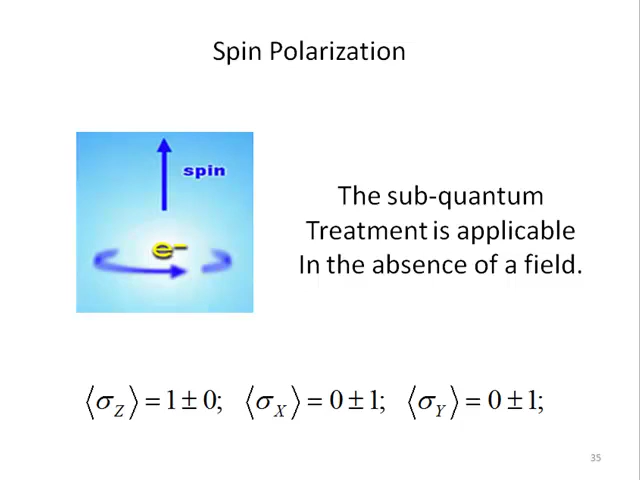 Spin Polarization
spin
e⁻
The sub-quantum
Treatment is applicable
In the absence of a field.
⟨σ_Z⟩ = 1 ± 0; ⟨σ_X⟩ = 0 ± 1; ⟨σ_Y⟩ = 0 ± 1;
35